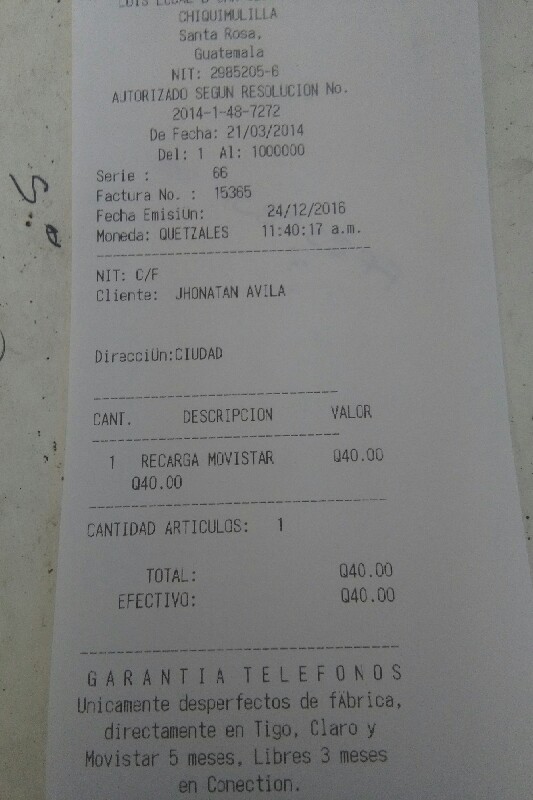 CHIQUIMULILLA
Santa Rosa.
Guatemala
NIT: 2985205-6
AUTORIZADO SEGUN RESOLUCION No.
2014-1-48-7272
De Fecha: 21/03/2014
Del: 1 Al: 1000000
Serie : 66
Factura No. : 15365
Fecha EmisiUn: 24/12/2016
Moneda: QUETZALES 11:40:17 a.m.
NIT: C/F
Cliente: JHONATAN AVILA
DirecciUn:CIUDAD
CANT. DESCRIPCION VALOR
1 RECARGA MOVISTAR Q40.00
Q40.00
CANTIDAD ARTICULOS: 1
TOTAL: Q40.00
EFECTIVO: Q40.00
GARANTIA TELEFONOS
Unicamente desperfectos de fÁbrica,
directamente en Tigo, Claro y
Movistar 5 meses, Libres 3 meses
en Conection.